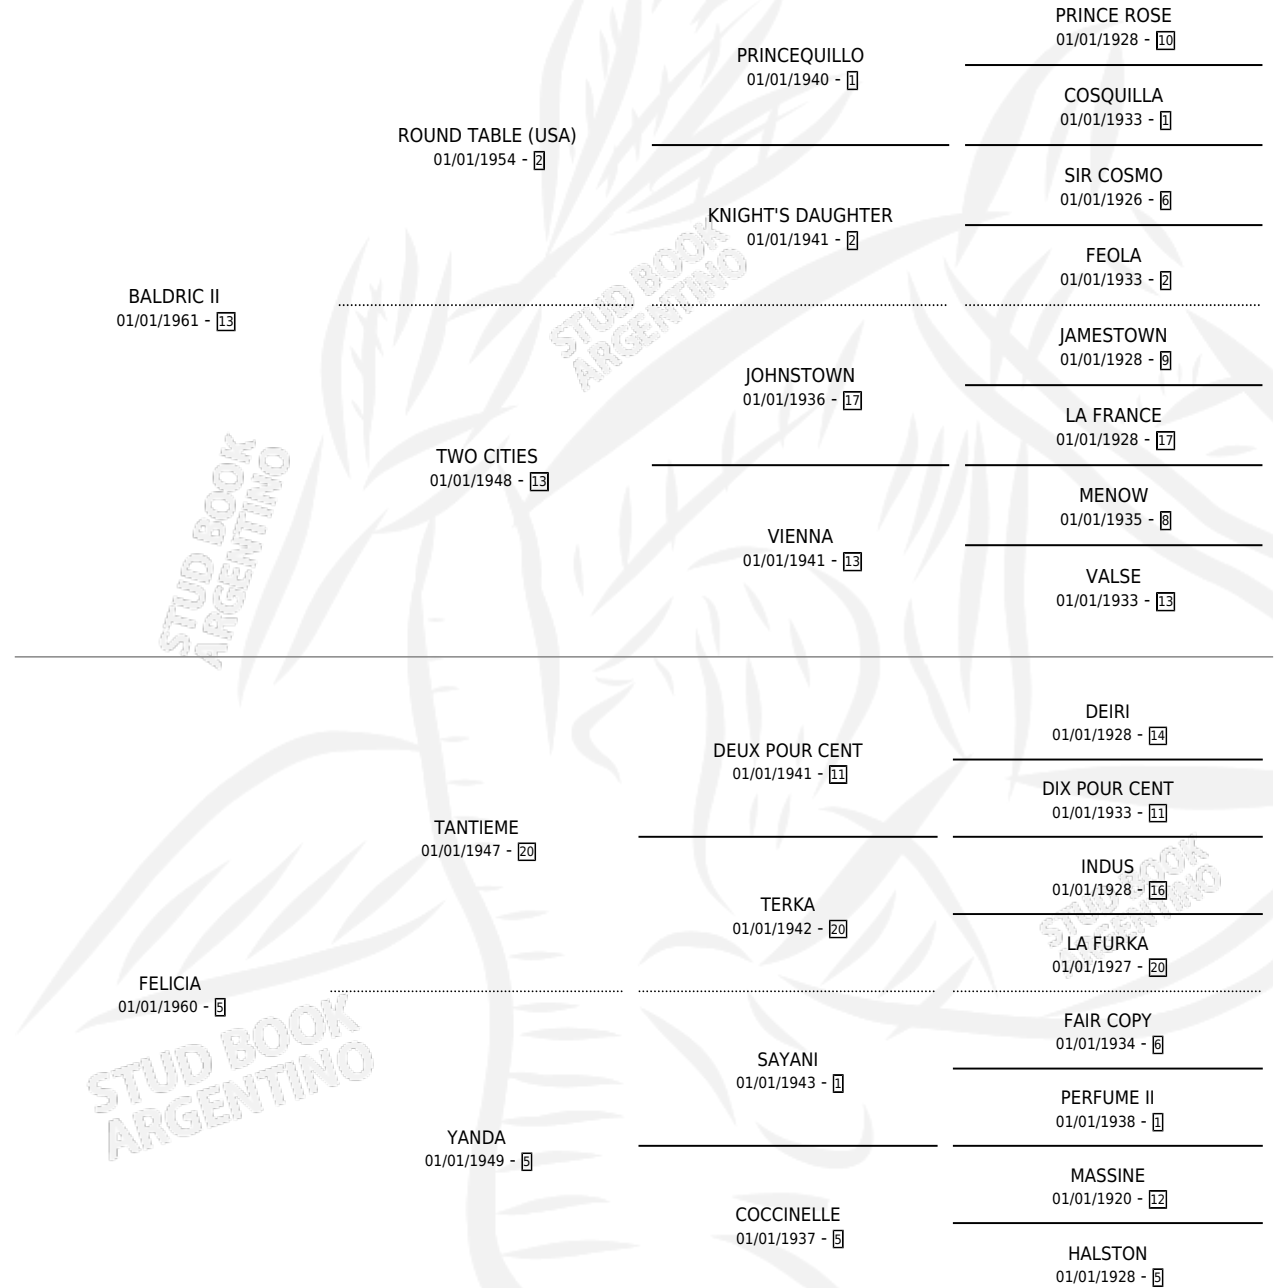 PRINCE ROSE
01/01/1928 - 10
PRINCEQUILLO
01/01/1940 - 1
COSQUILLA
01/01/1933 - 1
ROUND TABLE (USA)
01/01/1954 - 2
SIR COSMO
01/01/1926 - 6
KNIGHT'S DAUGHTER
01/01/1941 - 2
FEOLA
01/01/1933 - 2
BALDRIC II
01/01/1961 - 13
JAMESTOWN
01/01/1928 - 9
JOHNSTOWN
01/01/1936 - 17
LA FRANCE
01/01/1928 - 17
TWO CITIES
01/01/1948 - 13
MENOW
01/01/1935 - 8
VIENNA
01/01/1941 - 13
VALSE
01/01/1933 - 13
DEIRI
01/01/1928 - 14
DEUX POUR CENT
01/01/1941 - 11
DIX POUR CENT
01/01/1933 - 11
TANTIEME
01/01/1947 - 20
INDUS
01/01/1928 - 16
TERKA
01/01/1942 - 20
LA FURKA
01/01/1927 - 20
FELICIA
01/01/1960 - 5
FAIR COPY
01/01/1934 - 6
SAYANI
01/01/1943 - 1
PERFUME II
01/01/1938 - 1
YANDA
01/01/1949 - 5
MASSINE
01/01/1920 - 12
COCCINELLE
01/01/1937 - 5
HALSTON
01/01/1928 - 5
STUD BOOK
ARGENTINO
STUD BOOK
ARGENTINO
STUD BOOK
ARGENTINO
STUD BOOK
ARGENTINO